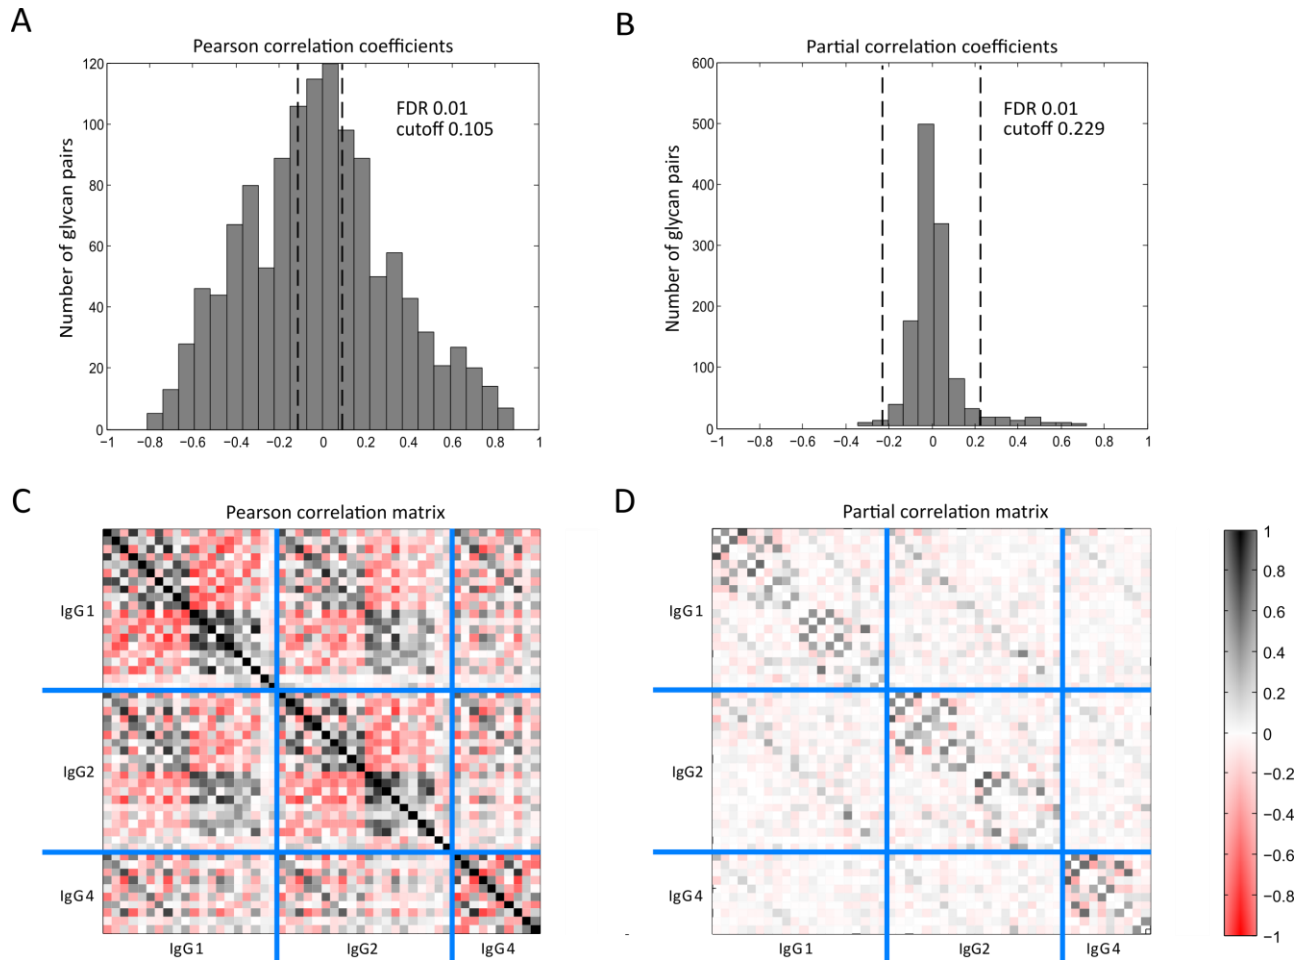 A
Pearson correlation coefficients
120
100
80
60
40
20
0
Number of glycan pairs
FDR 0.01
cutoff 0.105
−1 −0.8 −0.6 −0.4 −0.2 0 0.2 0.4 0.6 0.8 1
B
Partial correlation coefficients
600
500
400
300
200
100
0
Number of glycan pairs
FDR 0.01
cutoff 0.229
−1 −0.8 −0.6 −0.4 −0.2 0 0.2 0.4 0.6 0.8 1
C
Pearson correlation matrix
IgG1
IgG2
IgG4
IgG1 IgG2 IgG4
D
Partial correlation matrix
IgG1
IgG2
IgG4
IgG1 IgG2 IgG4
1
0.8
0.6
0.4
0.2
0
−0.2
−0.4
−0.6
−0.8
−1